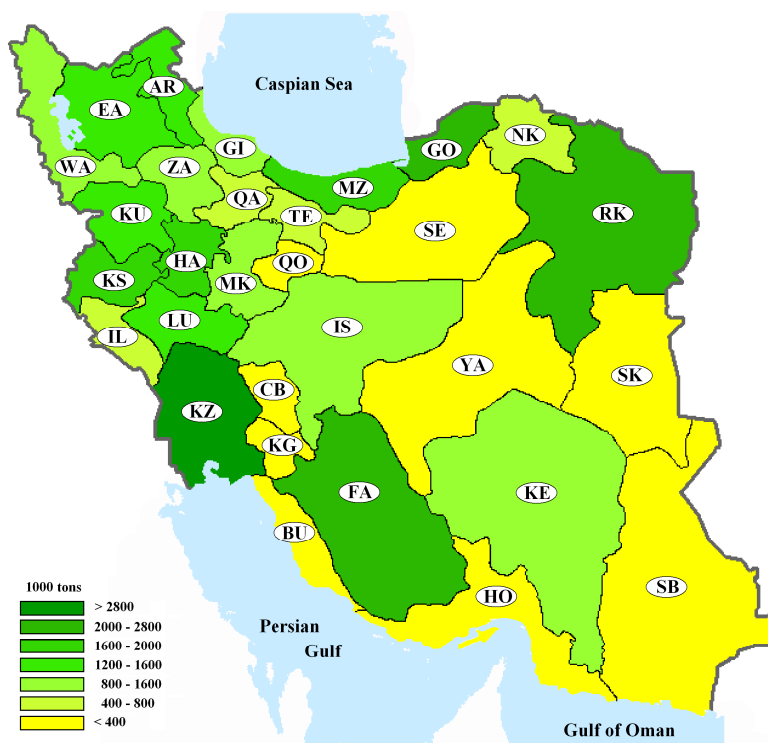 Caspian Sea
AR
EA
GO
NK
GI
WA
ZA
MZ
QA
RK
KU
TE
SE
HA
QO
KS
MK
LU
IS
IL
YA
SK
CB
KZ
KG
FA
KE
BU
SB
HO
1000 tons
> 2800
2000 - 2800
1600 - 2000
1200 - 1600
800 - 1600
400 - 800
< 400
Persian
Gulf
Gulf of Oman